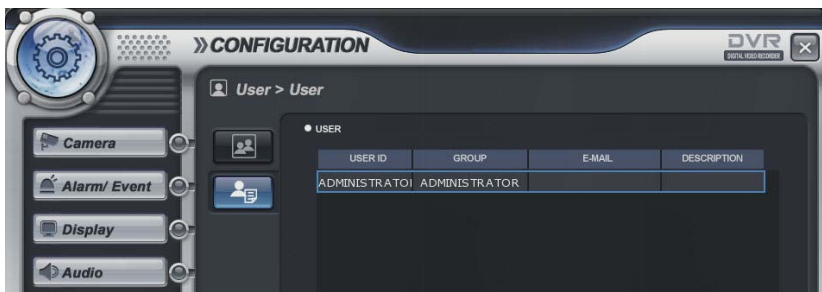 »CONFIGURATION
DVR
DIGITAL VIDEO RECORDER
User > User
Camera
Alarm/ Event
Display
Audio
USER
USER ID GROUP E-MAIL DESCRIPTION
ADMINISTRATOI ADMINISTRATOR